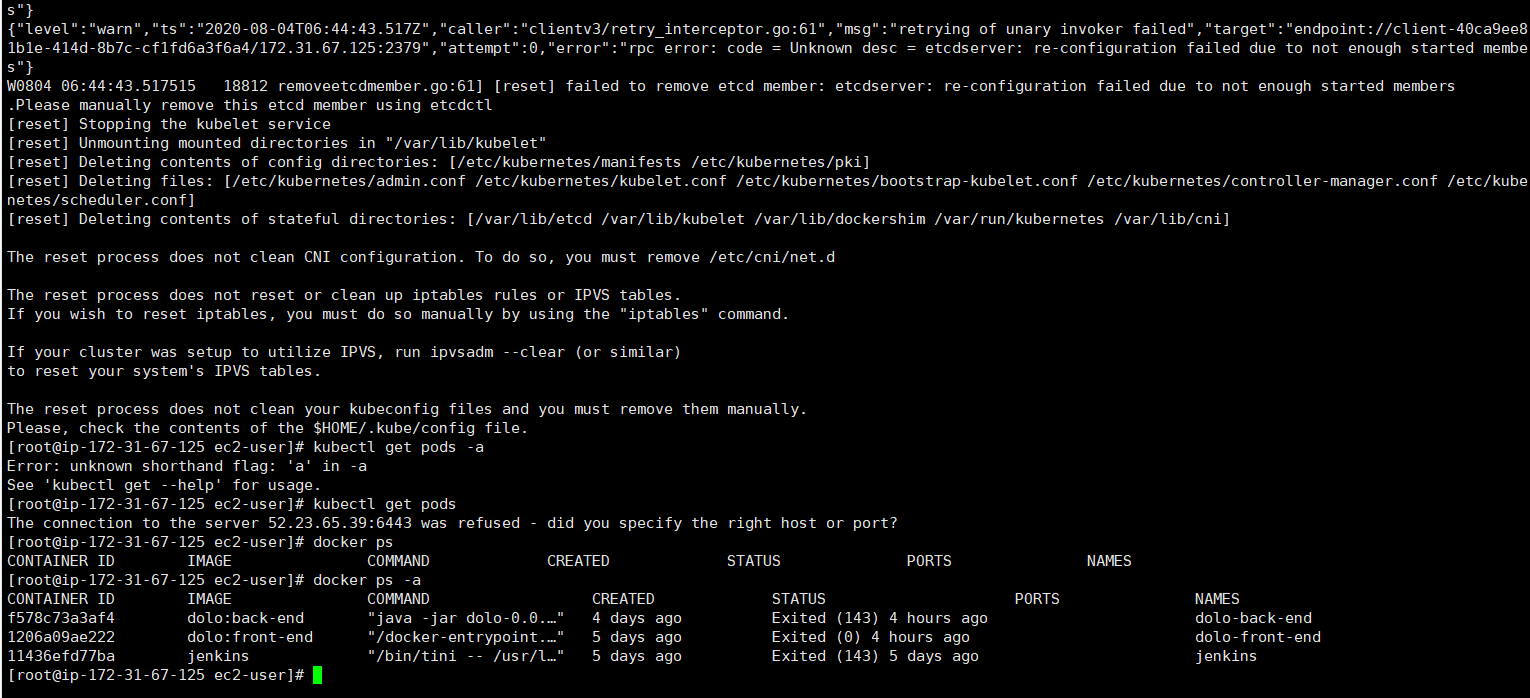 s"}
{"level":"warn","ts":"2020-08-04T06:44:43.517Z","caller":"clientv3/retry_interceptor.go:61","msg":"retrying of unary invoker failed","target":"endpoint://client-40ca9ee8
1b1e-414d-8b7c-cf1fd6a3f6a4/172.31.67.125:2379","attempt":0,"error":"rpc error: code = Unknown desc = etcdserver: re-configuration failed due to not enough started membe
s"}
W0804 06:44:43.517515   18812 removeetcdmember.go:61] [reset] failed to remove etcd member: etcdserver: re-configuration failed due to not enough started members
.Please manually remove this etcd member using etcdctl
[reset] Stopping the kubelet service
[reset] Unmounting mounted directories in "/var/lib/kubelet"
[reset] Deleting contents of config directories: [/etc/kubernetes/manifests /etc/kubernetes/pki]
[reset] Deleting files: [/etc/kubernetes/admin.conf /etc/kubernetes/kubelet.conf /etc/kubernetes/bootstrap-kubelet.conf /etc/kubernetes/controller-manager.conf /etc/kube
netes/scheduler.conf]
[reset] Deleting contents of stateful directories: [/var/lib/etcd /var/lib/kubelet /var/lib/dockershim /var/run/kubernetes /var/lib/cni]
The reset process does not clean CNI configuration. To do so, you must remove /etc/cni/net.d
The reset process does not reset or clean up iptables rules or IPVS tables.
If you wish to reset iptables, you must do so manually by using the "iptables" command.
If your cluster was setup to utilize IPVS, run ipvsadm --clear (or similar)
to reset your system's IPVS tables.
The reset process does not clean your kubeconfig files and you must remove them manually.
Please, check the contents of the $HOME/.kube/config file.
[root@ip-172-31-67-125 ec2-user]# kubectl get pods -a
Error: unknown shorthand flag: 'a' in -a
See 'kubectl get --help' for usage.
[root@ip-172-31-67-125 ec2-user]# kubectl get pods
The connection to the server 52.23.65.39:6443 was refused - did you specify the right host or port?
[root@ip-172-31-67-125 ec2-user]# docker ps
CONTAINER ID        IMAGE               COMMAND             CREATED             STATUS              PORTS               NAMES
[root@ip-172-31-67-125 ec2-user]# docker ps -a
CONTAINER ID        IMAGE               COMMAND                  CREATED             STATUS                     PORTS               NAMES
f578c73a3af4        dolo:back-end       "java -jar dolo-0.0.…"   4 days ago          Exited (143) 4 hours ago                       dolo-back-end
1206a09ae222        dolo:front-end      "/docker-entrypoint.…"   5 days ago          Exited (0) 4 hours ago                         dolo-front-end
11436efd77ba        jenkins             "/bin/tini -- /usr/l…"   5 days ago          Exited (143) 5 days ago                        jenkins
[root@ip-172-31-67-125 ec2-user]#